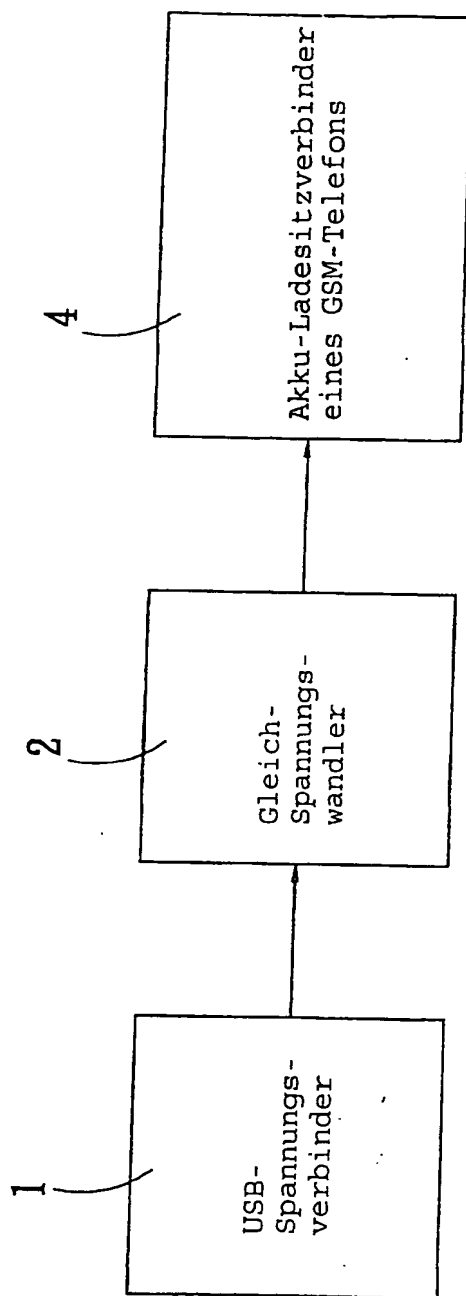 1
USB-
Spannungs-
verbinder
2
Gleich-
Spannungs-
wandler
4
Akku-Ladesitzverbinder
eines GSM-Telefons